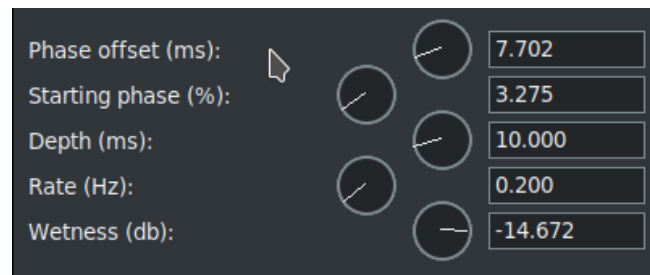 Phase offset (ms): 7.702
Starting phase (%): 3.275
Depth (ms): 10.000
Rate (Hz): 0.200
Wetness (db): -14.672